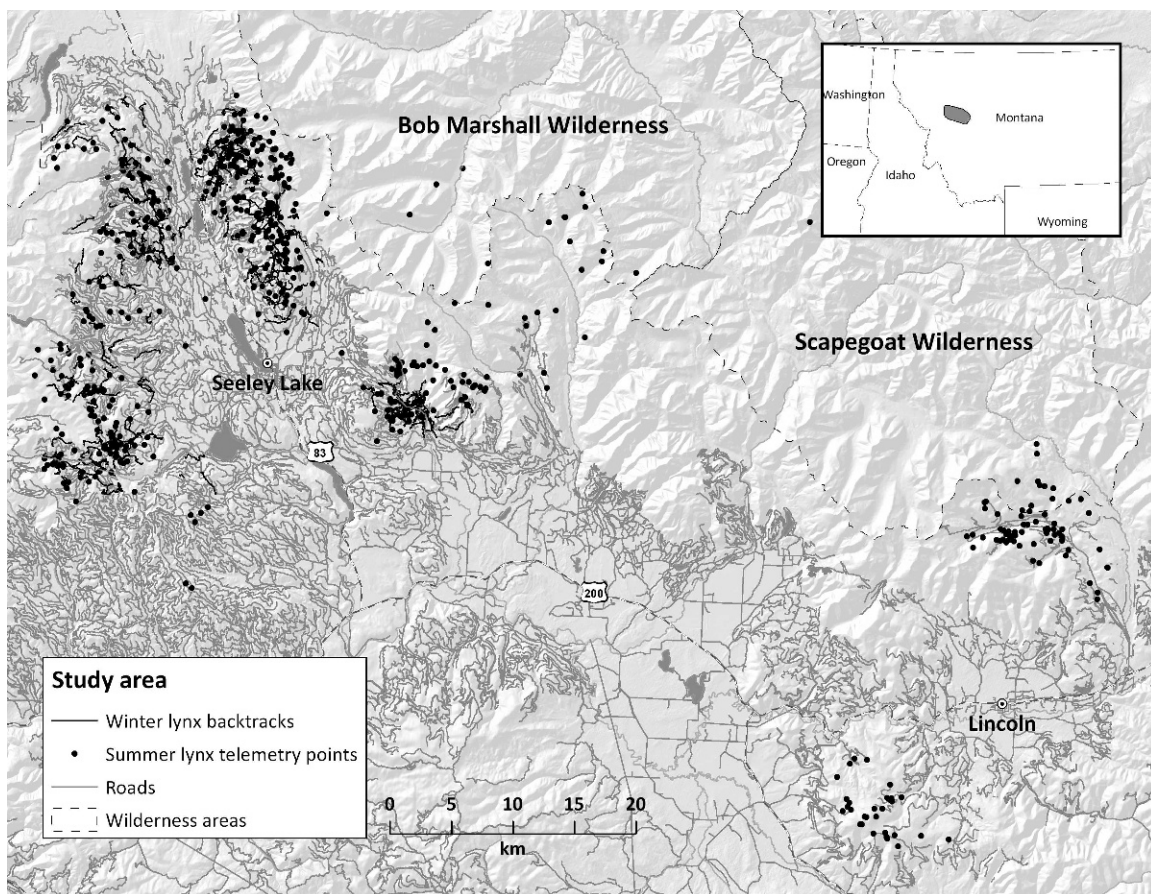 Bob Marshall Wilderness
Washington
Montana
Oregon
Idaho
Wyoming
Scapegoat Wilderness
Seeley Lake
83
200
Study area
Winter lynx backtracks
Summer lynx telemetry points
Roads
Wilderness areas
Lincoln
0 5 10 15 20
km